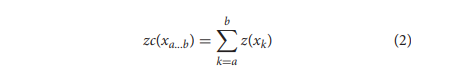 zc(x_{a...b}) = \sum_{k=a}^{b} z(x_k) (2)